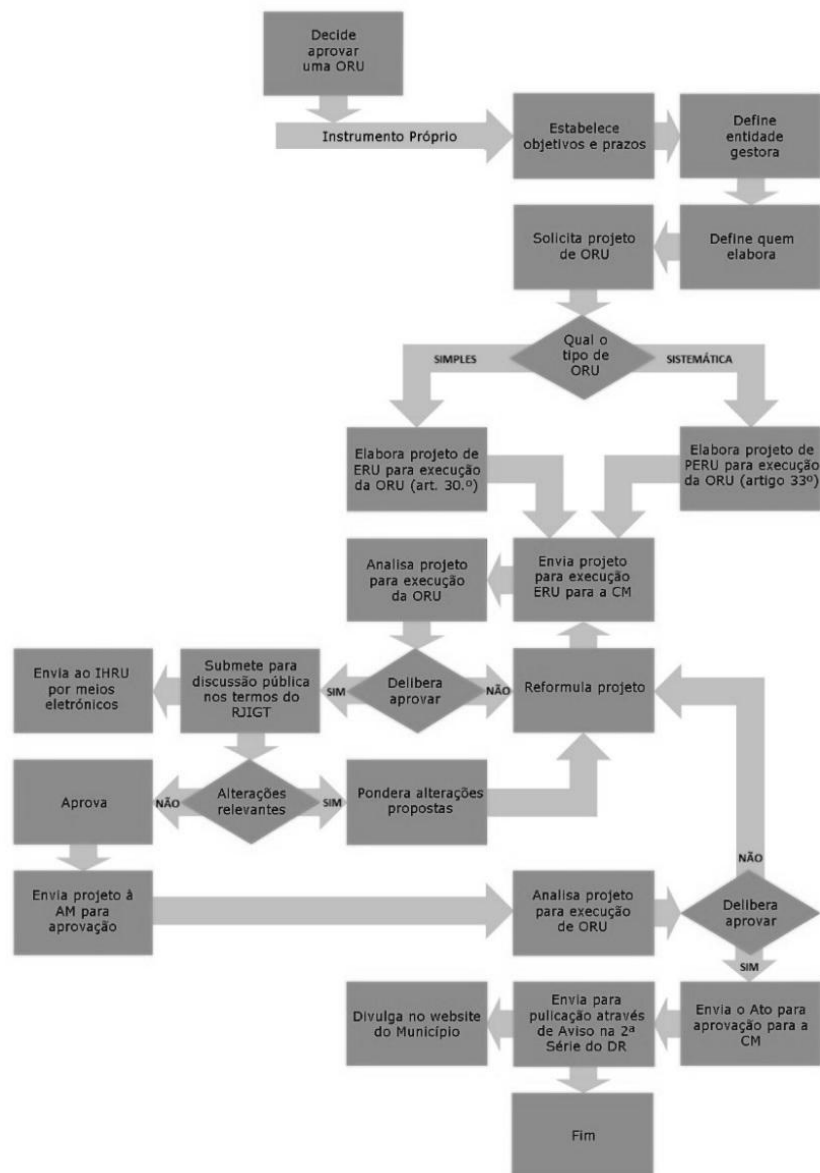 Decide
aprovar
uma ORU
Instrumento Próprio
Estabelece
objetivos e prazos
Define
entidade
gestora
Solicita projeto
de ORU
Define quem
elabora
Qual o
tipo de
ORU
SIMPLES
SISTEMÁTICA
Elabora projeto de
ERU para execução
da ORU (art. 30.º)
Elabora projeto de
PERU para execução
da ORU (artigo 33º)
Analisa projeto
para execução
da ORU
Envia projeto
para execução
ERU para a CM
Envia ao IHRU
por meios
eletrónicos
Submete para
discussão pública
nos termos do
RJIGT
SIM
Delibera
aprovar
NÃO
Reformula projeto
Aprova
NÃO
Alterações
relevantes
SIM
Pondera alterações
propostas
NÃO
Envia projeto à
AM para
aprovação
Analisa projeto
para execução
de ORU
Delibera
aprovar
SIM
Divulga no website
do Município
Envia para
pulicação através
de Aviso na 2ª
Série do DR
Envia o Ato para
aprovação para a
CM
Fim